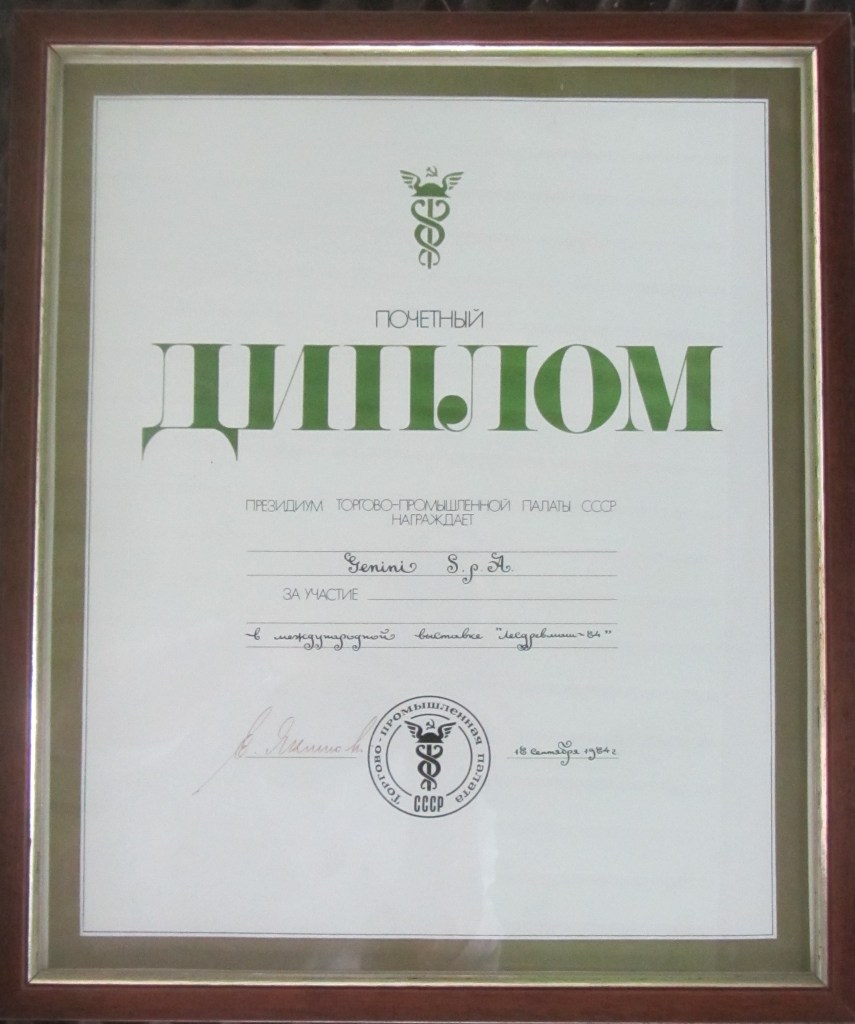 ПОЧЕТНЫЙ
ДИПЛОМ
ПРЕЗИДИУМ ТОРГОВО-ПРОМЫШЛЕННОЙ ПАЛАТЫ СССР
НАГРАЖДАЕТ
Genini S.p.A.
ЗА УЧАСТИЕ
в международной выставке "Лесдревмаш-84"
Торгово-промышленная палата
СССР
18 сентября 1984г.